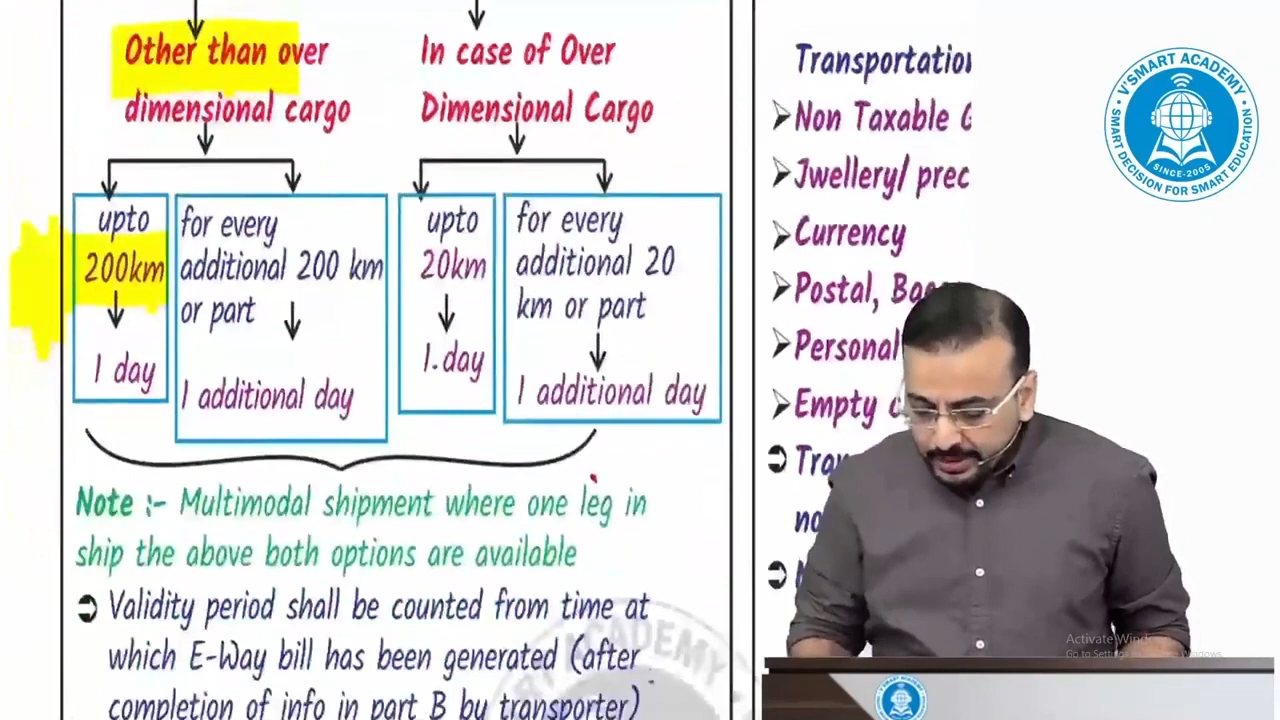 Other than over
dimensional cargo
upto
200km
1 day
for every
additional 200 km
or part
1 additional day
In case of Over
Dimensional Cargo
upto
20km
1. day
for every
additional 20
km or part
1 additional day
Note :- Multimodal shipment where one leg in
ship the above both options are available
➲ Validity period shall be counted from time at
which E-Way bill has been generated (after
completion of info in part B by transporter)
➢ Non Taxable
➢ Jwellery/
➢ Currency
➢ Postal,
➢ Personal
➢ Empty
V'SMART ACADEMY
SMART DECISION FOR SMART EDUCATION
SINCE-2005